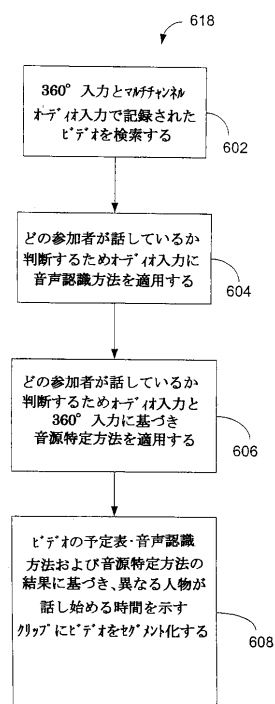 618
360° 入力とマルチチャンネル
オーディオ入力で記録された
ビデオを検索する
602
どの参加者が話しているか
判断するためオーディオ入力に
音声認識方法を適用する
604
どの参加者が話しているか
判断するためオーディオ入力と
360° 入力に基づき
音源特定方法を適用する
606
ビデオの予定表・音声認識
方法および音源特定方法の
結果に基づき、異なる人物が
話し始める時間を示す
クリップにビデオをセグメント化する
608